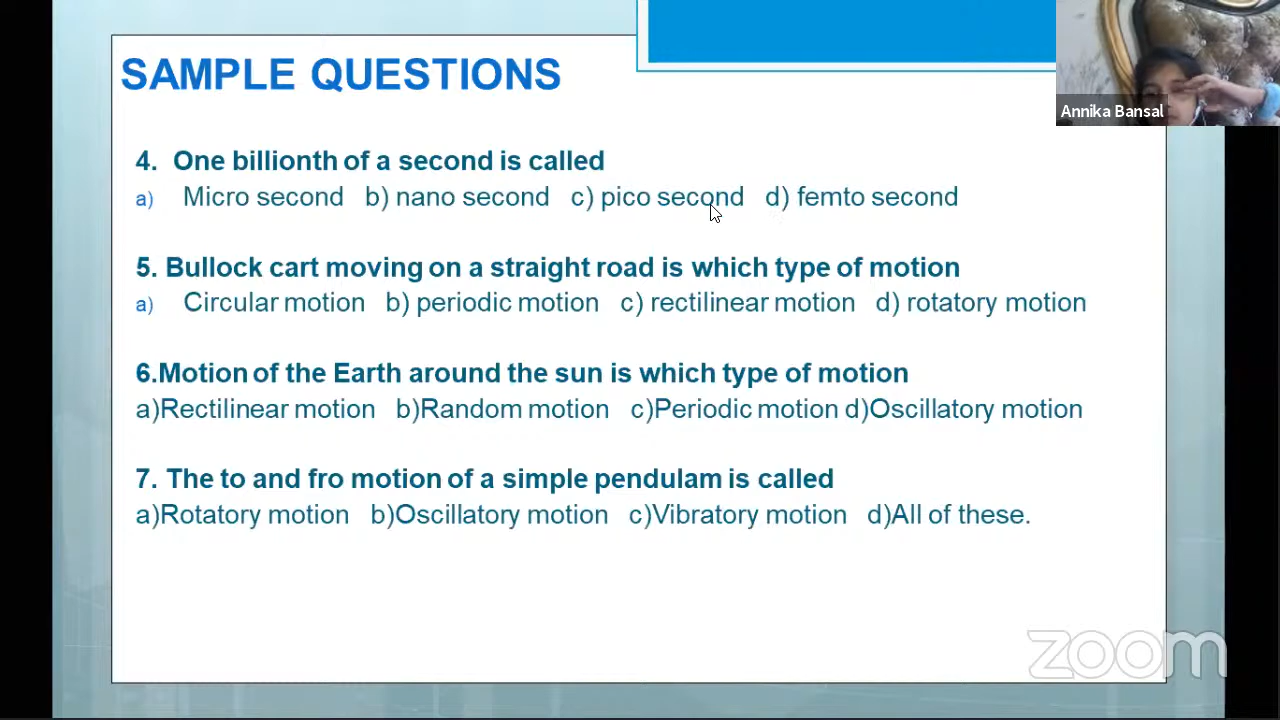 SAMPLE QUESTIONS
Annika Bansal
4. One billionth of a second is called
a) Micro second b) nano second c) pico second d) femto second
5. Bullock cart moving on a straight road is which type of motion
a) Circular motion b) periodic motion c) rectilinear motion d) rotatory motion
6.Motion of the Earth around the sun is which type of motion
a)Rectilinear motion b)Random motion c)Periodic motion d)Oscillatory motion
7. The to and fro motion of a simple pendulam is called
a)Rotatory motion b)Oscillatory motion c)Vibratory motion d)All of these.
zoom